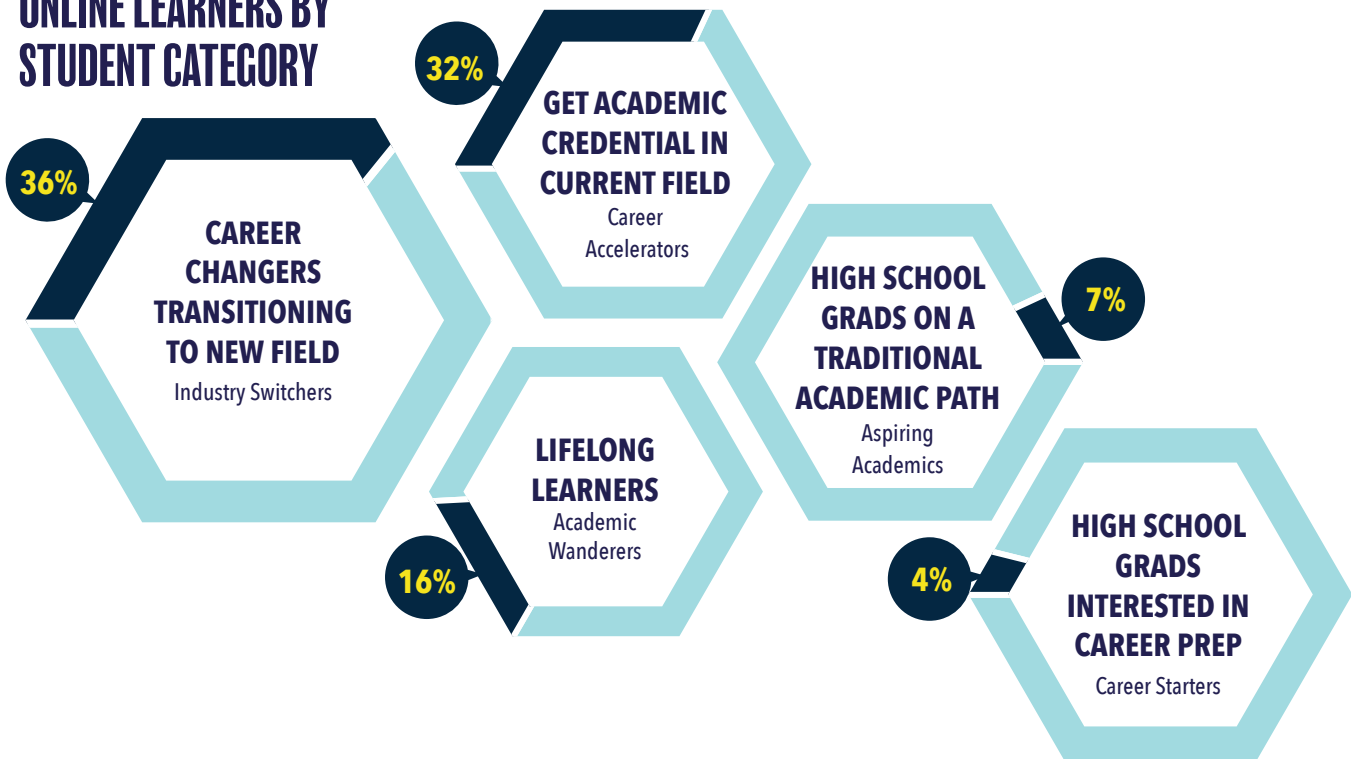 ONLINE LEARNERS BY
STUDENT CATEGORY
36%
CAREER
CHANGERS
TRANSITIONING
TO NEW FIELD
Industry Switchers
32%
GET ACADEMIC
CREDENTIAL IN
CURRENT FIELD
Career
Accelerators
HIGH SCHOOL
GRADS ON A
TRADITIONAL
ACADEMIC PATH
Aspiring
Academics
7%
LIFELONG
LEARNERS
Academic
Wanderers
16%
4%
HIGH SCHOOL
GRADS
INTERESTED IN
CAREER PREP
Career Starters